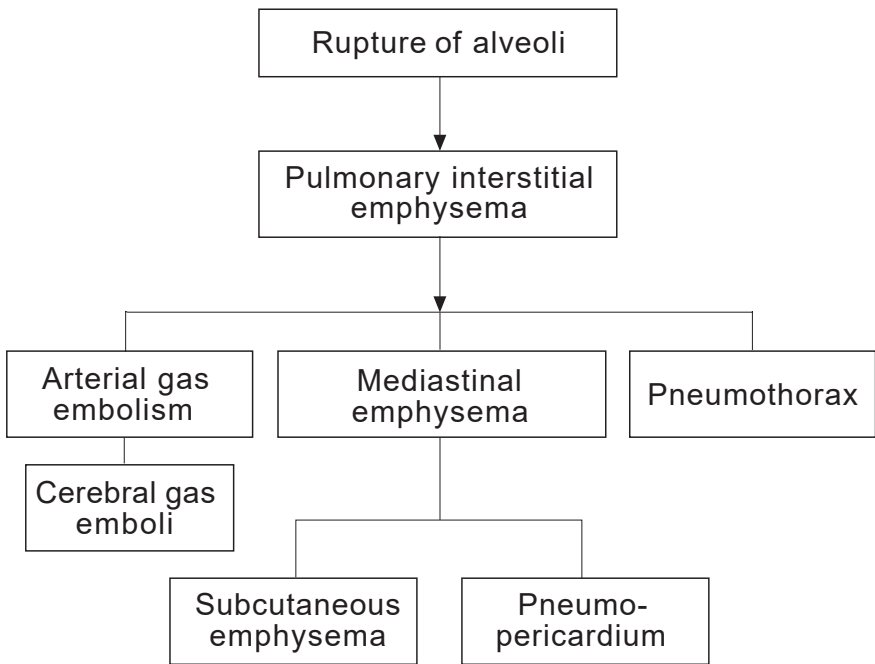 Rupture of alveoli
Pulmonary interstitial
emphysema
Arterial gas
embolism
Mediastinal
emphysema
Pneumothorax
Cerebral gas
emboli
Subcutaneous
emphysema
Pneumo-
pericardium